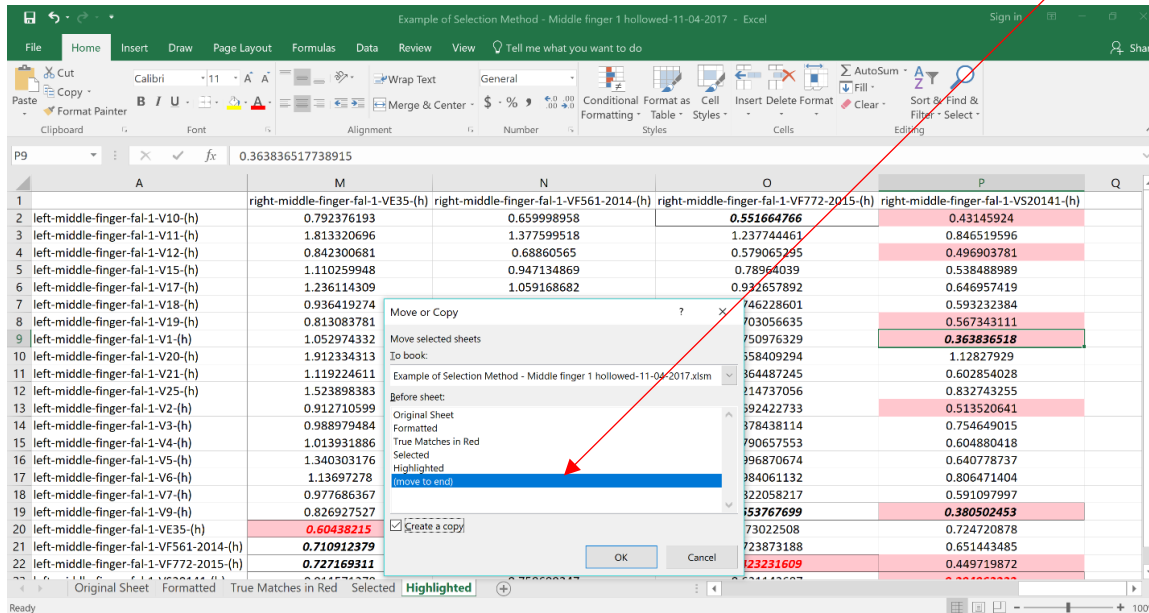 Example of Selection Method - Middle finger 1 hollowed-11-04-2017 - Excel Sign in
File Home Insert Draw Page Layout Formulas Data Review View Tell me what you want to do Shar
Paste Cut Copy Format Painter Clipboard
Calibri 11 A A B I U A Font
Wrap Text Merge & Center Alignment
General $ % , .0 .00 .00 .0 Number
Conditional Formatting Format as Table Cell Styles Styles
Insert Delete Format Cells
AutoSum Fill Clear Sort & Filter Find & Select Editing
P9 fx 0.363836517738915
A M N O P Q
1 right-middle-finger-fal-1-VE35-(h) right-middle-finger-fal-1-VF561-2014-(h) right-middle-finger-fal-1-VF772-2015-(h) right-middle-finger-fal-1-VS20141-(h)
2 left-middle-finger-fal-1-V10-(h) 0.792376193 0.659998958 0.551664766 0.43145924
3 left-middle-finger-fal-1-V11-(h) 1.813320696 1.377599518 1.237744461 0.846519596
4 left-middle-finger-fal-1-V12-(h) 0.842300681 0.68860565 0.579065295 0.496903781
5 left-middle-finger-fal-1-V15-(h) 1.110259948 0.947134869 0.78964039 0.538488989
6 left-middle-finger-fal-1-V17-(h) 1.236114309 1.059168682 0.932657892 0.646957419
7 left-middle-finger-fal-1-V18-(h) 0.936419274 746228601 0.593232384
8 left-middle-finger-fal-1-V19-(h) 0.813083781 703056635 0.567343111
9 left-middle-finger-fal-1-V1-(h) 1.052974332 750976329 0.363836518
10 left-middle-finger-fal-1-V20-(h) 1.912334313 558409294 1.12827929
11 left-middle-finger-fal-1-V21-(h) 1.119224611 364487245 0.602854028
12 left-middle-finger-fal-1-V25-(h) 1.523898383 214737056 0.832743255
13 left-middle-finger-fal-1-V2-(h) 0.912710599 592422733 0.513520641
14 left-middle-finger-fal-1-V3-(h) 0.988979484 378438114 0.754649015
15 left-middle-finger-fal-1-V4-(h) 1.013931886 790657553 0.604880418
16 left-middle-finger-fal-1-V5-(h) 1.340303176 996870674 0.640778737
17 left-middle-finger-fal-1-V6-(h) 1.13697278 984061132 0.806471404
18 left-middle-finger-fal-1-V7-(h) 0.977686367 322058217 0.591097997
19 left-middle-finger-fal-1-V9-(h) 0.826927527 553767699 0.380502453
20 left-middle-finger-fal-1-VE35-(h) 0.60438215 73022508 0.724720878
21 left-middle-finger-fal-1-VF561-2014-(h) 0.710912379 723873188 0.651443485
22 left-middle-finger-fal-1-VF772-2015-(h) 0.727169311 423231609 0.449719872
Move or Copy ? ×
Move selected sheets
To book:
Example of Selection Method - Middle finger 1 hollowed-11-04-2017.xlsm
Before sheet:
Original Sheet
Formatted
True Matches in Red
Selected
Highlighted
(move to end)
Create a copy
OK Cancel
Original Sheet Formatted True Matches in Red Selected Highlighted
Ready 100